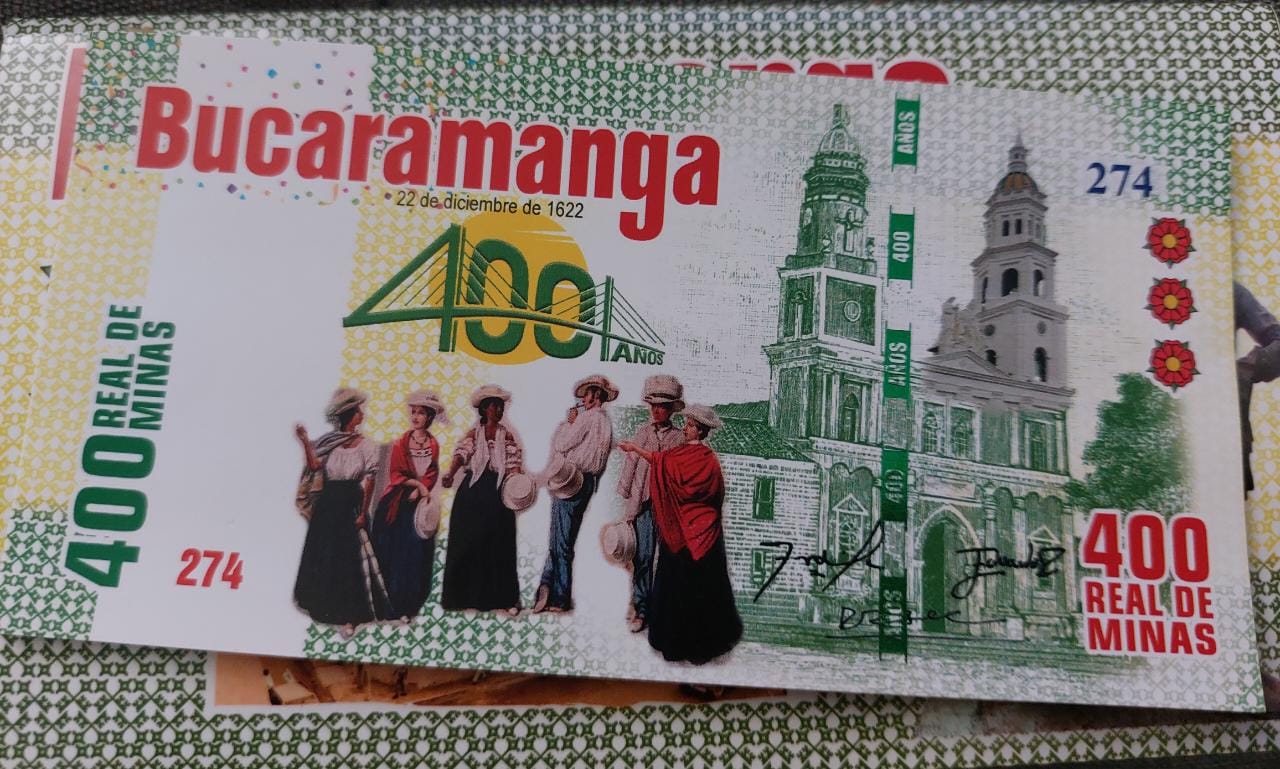 Bucaramanga
22 de diciembre de 1622
400
AÑOS
400 REAL DE
MINAS
274
AÑOS
400
AÑOS
400
AÑOS
274
400
REAL DE
MINAS